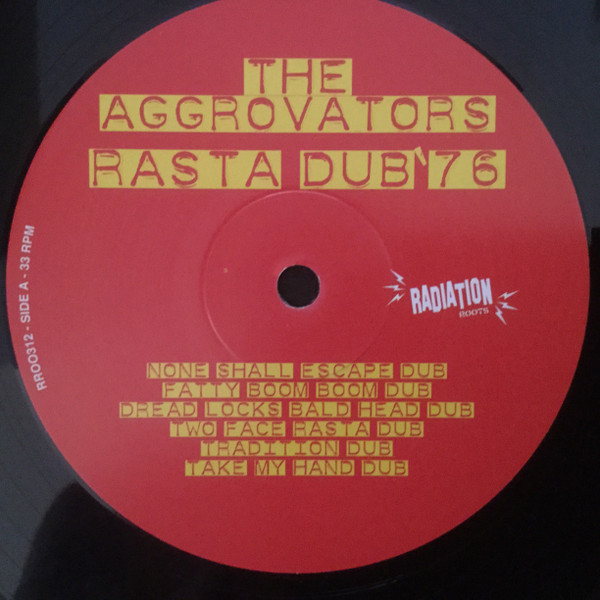 THE
AGGROVATORS
RASTA DUB'76
RROO312 - SIDE A - 33 RPM
RADIATION
ROOTS
NONE SHALL ESCAPE DUB
FATTY BOOM BOOM DUB
DREAD LOCKS BALD HEAD DUB
TWO FACE RASTA DUB
TRADITION DUB
TAKE MY HAND DUB